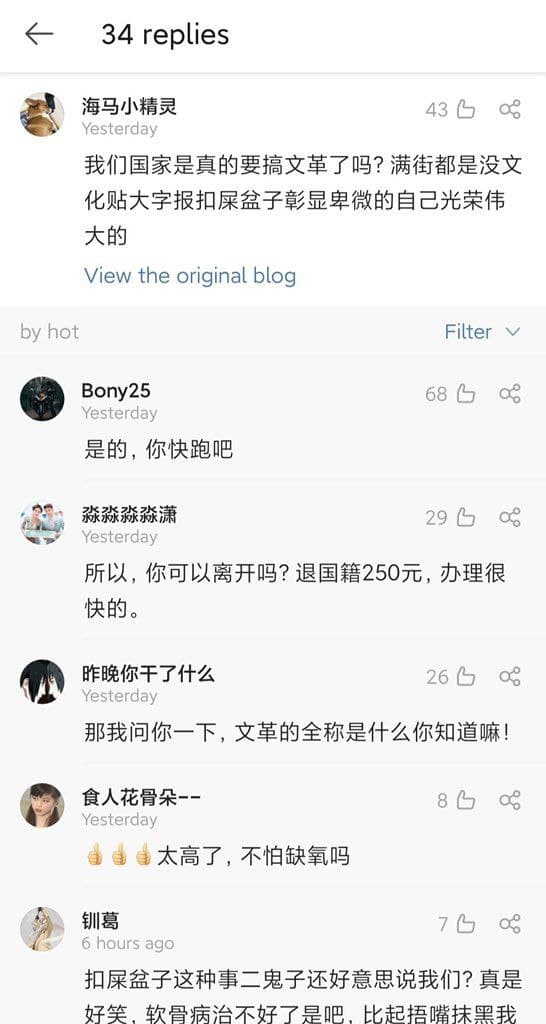 34 replies
海马小精灵
43
Yesterday
我们国家是真的要搞文革了吗? 满街都是没文
化贴大字报扣屎盆子彰显卑微的自己光荣伟
大的
View the original blog
by hot
Filter
Bony25
68
Yesterday
是的, 你快跑吧
淼淼淼淼潇
29
Yesterday
所以, 你可以离开吗? 退国籍250元, 办理很
快的。
昨晚你干了什么
26
Yesterday
那我问你一下, 文革的全称是什么你知道嘛!
食人花骨朵--
8
Yesterday
👍👍👍太高了, 不怕缺氧吗
钏葛
7
6 hours ago
扣屎盆子这种事二鬼子还好意思说我们? 真是
好笑, 软骨病治不好了是吧, 比起捂嘴抹黑我